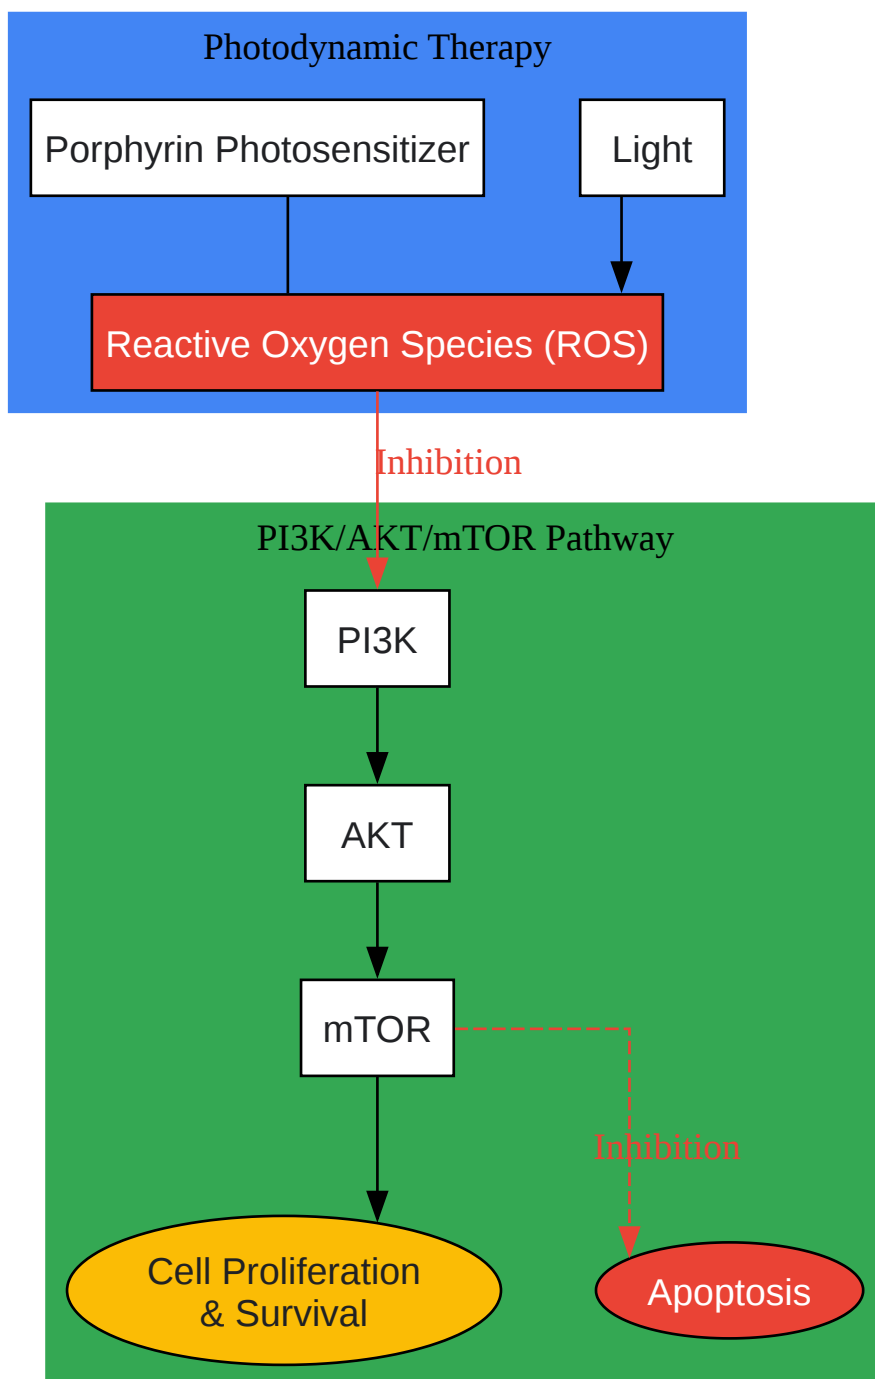 Photodynamic Therapy
Porphyrin Photosensitizer
Light
Reactive Oxygen Species (ROS)
Inhibition
PI3K/AKT/mTOR Pathway
PI3K
AKT
mTOR
Inhibition
Cell Proliferation
& Survival
Apoptosis